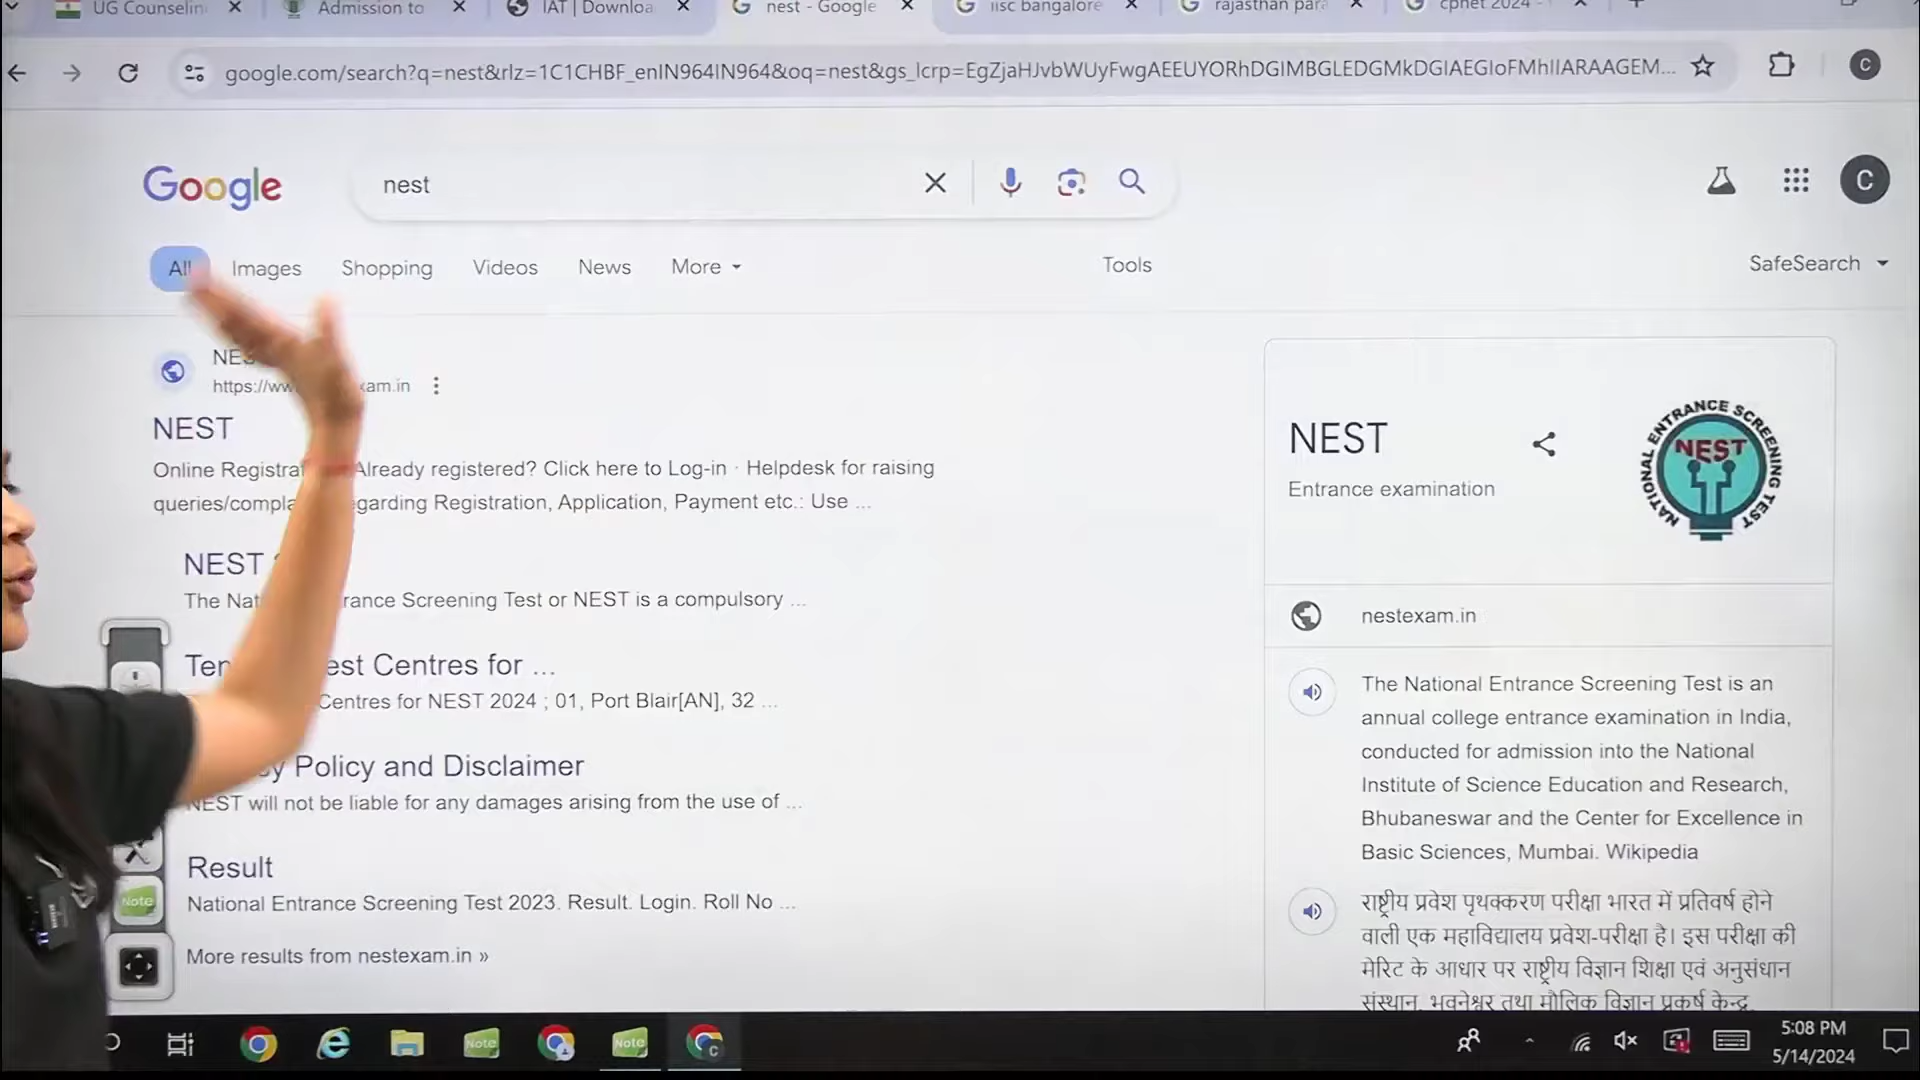 UG Counselin
Admission to
IAT | Downloa
nest - Google
iisc bangalore
rajasthan para
cpnet 2024 -
google.com/search?q=nest&rlz=1C1CHBF_enIN964IN964&oq=nest&gs_lcrp=
C
Google
nest
C
All
Images
Shopping
Videos
News
More
Tools
SafeSearch
https://ww
xam.in
NEST
Online Registra
Already registered? Click here to Log-in · Helpdesk for raising
queries/compla
egarding Registration, Application, Payment etc.: Use ...
NEST
The Nat
rance Screening Test or NEST is a compulsory ...
Ten
est Centres for ...
Centres for NEST 2024 ; 01, Port Blair[AN], 32 ...
cy Policy and Disclaimer
NEST will not be liable for any damages arising from the use of ...
Result
National Entrance Screening Test 2023. Result. Login. Roll No ...
More results from nestexam.in »
NEST
Entrance examination
NATIONAL ENTRANCE SCREENING TEST
NEST
nestexam.in
The National Entrance Screening Test is an
annual college entrance examination in India,
conducted for admission into the National
Institute of Science Education and Research,
Bhubaneswar and the Center for Excellence in
Basic Sciences, Mumbai. Wikipedia
राष्ट्रीय प्रवेश पृथक्करण परीक्षा भारत में प्रतिवर्ष होने
वाली एक महाविद्यालय प्रवेश-परीक्षा है। इस परीक्षा की
मेरिट के आधार पर राष्ट्रीय विज्ञान शिक्षा एवं अनुसंधान
संस्थान, भुवनेश्वर तथा मौलिक विज्ञान प्रकर्ष केन्द्र,
Note
Note
Note
C
5:08 PM
5/14/2024